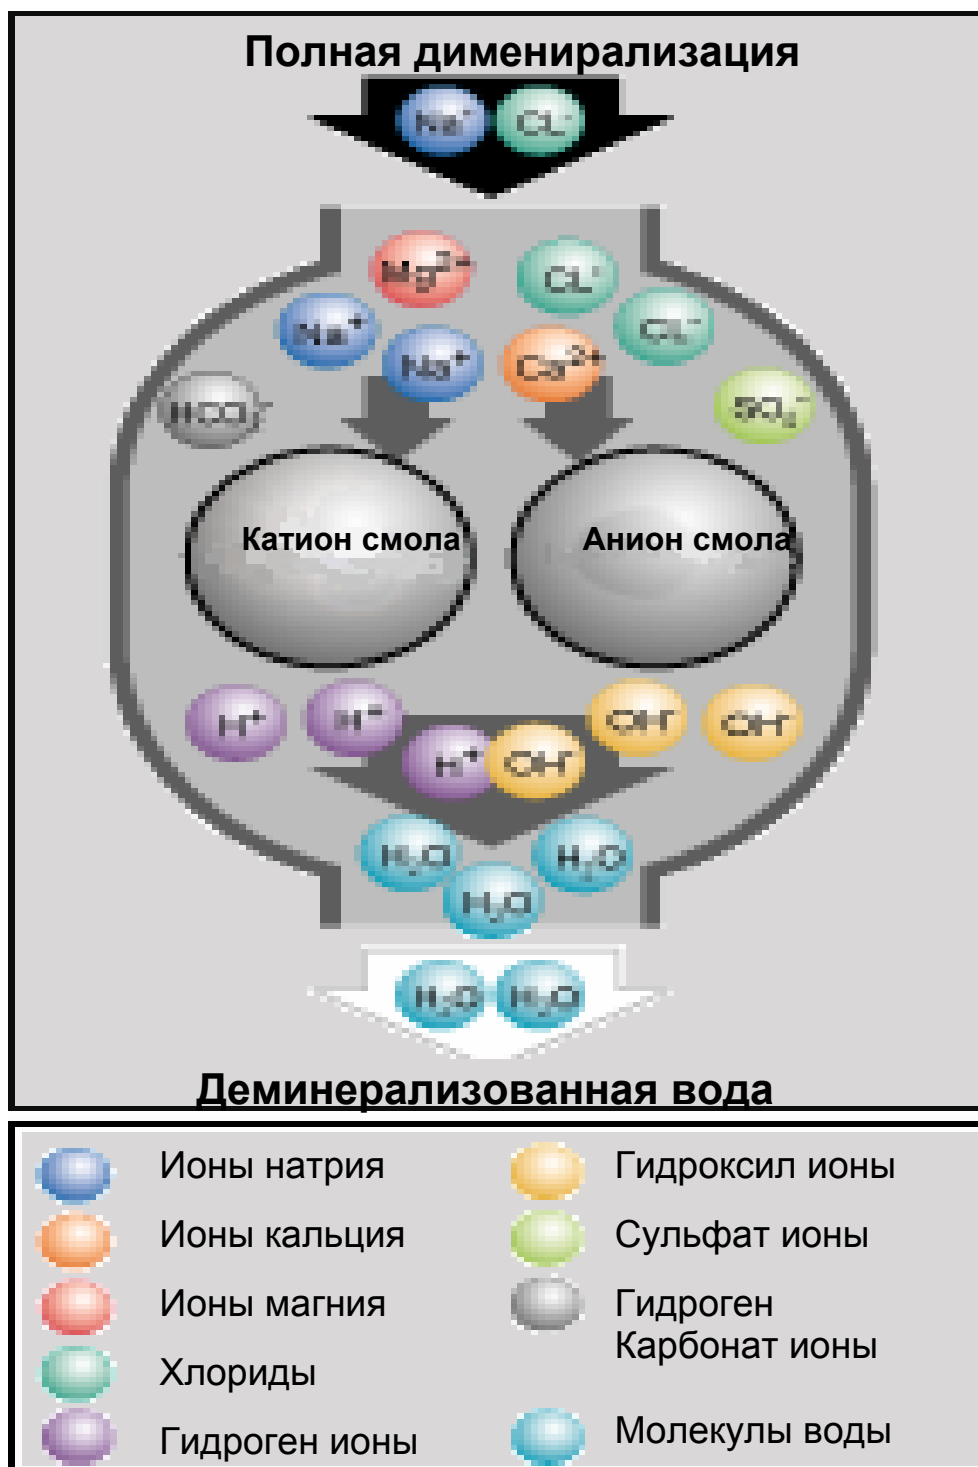 Полная дименирализация
Na⁺ CL⁻
Mg²⁺ CL⁻
Na⁺ CL⁻
Na⁺ Ca²⁺
HCO₃⁻ SO₄⁻
Катион смола Анион смола
H⁺ H⁺ OH⁻ OH⁻
H⁺ OH⁻
H₂O H₂O
H₂O
H₂O H₂O
Деминерализованная вода
Ионы натрия
Ионы кальция
Ионы магния
Хлориды
Гидроген ионы
Гидроксил ионы
Сульфат ионы
Гидроген
Карбонат ионы
Молекулы воды